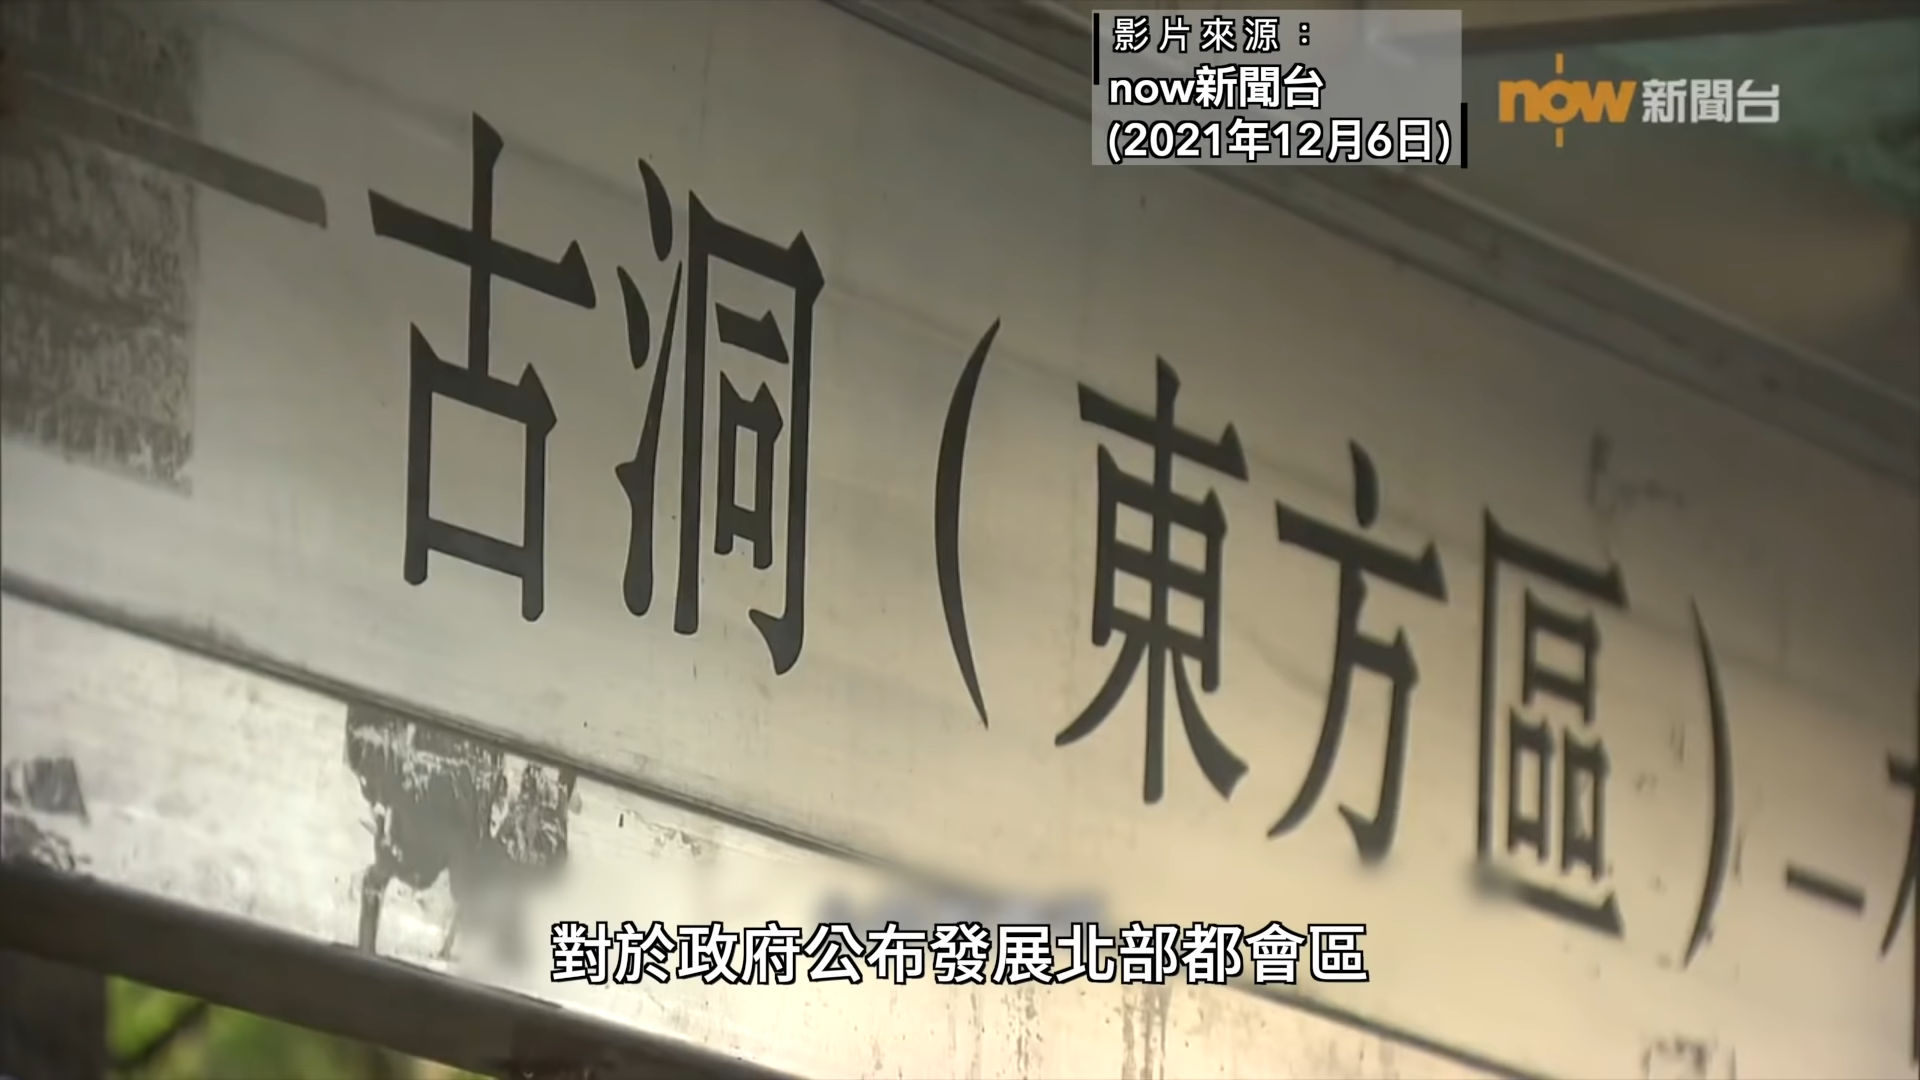 影片來源：
now新聞台
(2021年12月6日)
now新聞台
古洞（東方區）–
對於政府公布發展北部都會區